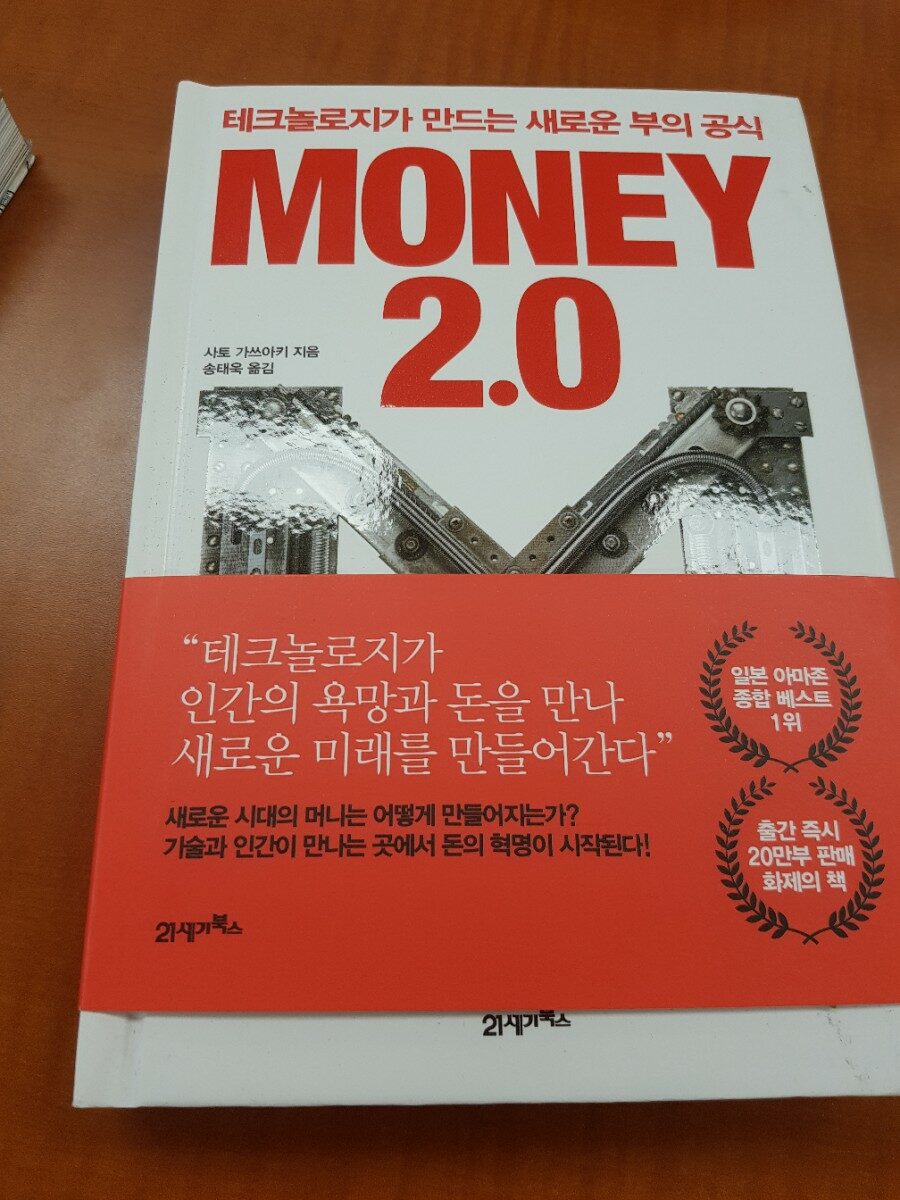 테크놀로지가 만드는 새로운 부의 공식
MONEY
2.0
사토 가쓰아키 지음
송태욱 옮김
“테크놀로지가
인간의 욕망과 돈을 만나
새로운 미래를 만들어간다”
새로운 시대의 머니는 어떻게 만들어지는가?
기술과 인간이 만나는 곳에서 돈의 혁명이 시작된다!
일본 아마존
종합 베스트
1위
출간 즉시
20만부 판매
화제의 책
21세기북스
21세기북스